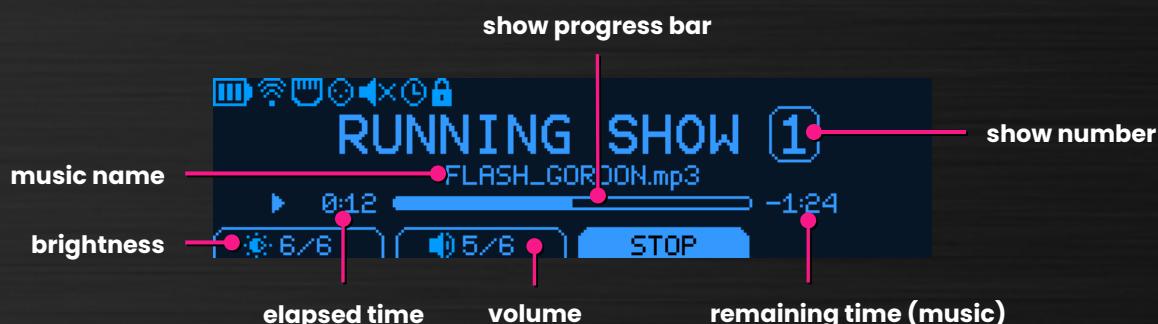 show progress bar
RUNNING SHOW 1
show number
music name
FLASH_GORDON.mp3
0:12
-1:24
brightness
6/6
5/6
STOP
elapsed time
volume
remaining time (music)